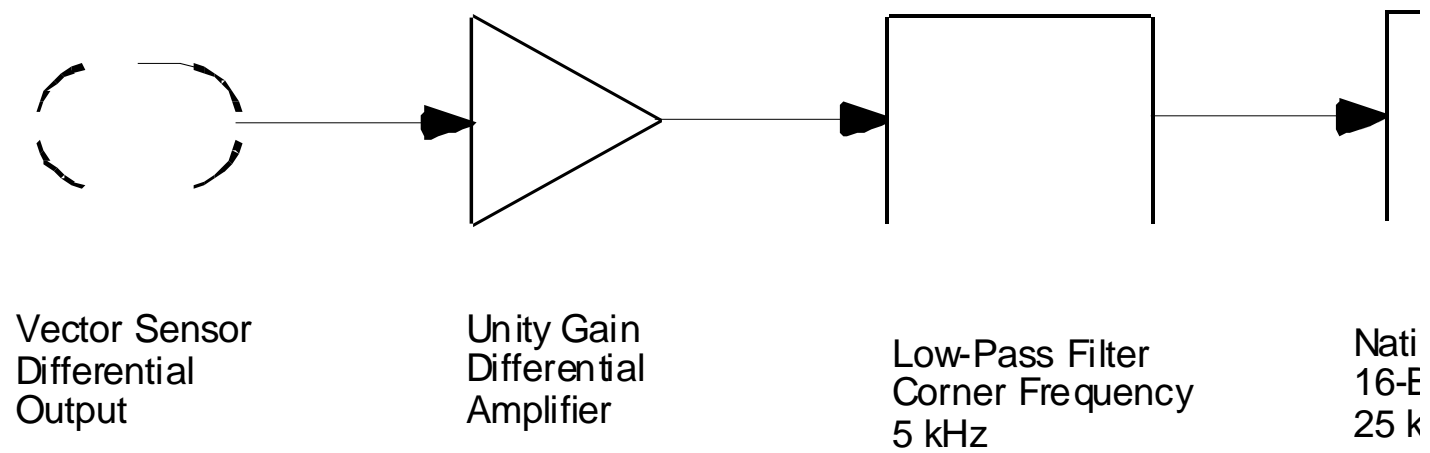 Vector Sensor
Differential
Output
Unity Gain
Differential
Amplifier
Low-Pass Filter
Corner Frequency
5 kHz
Nati
16-
25 k